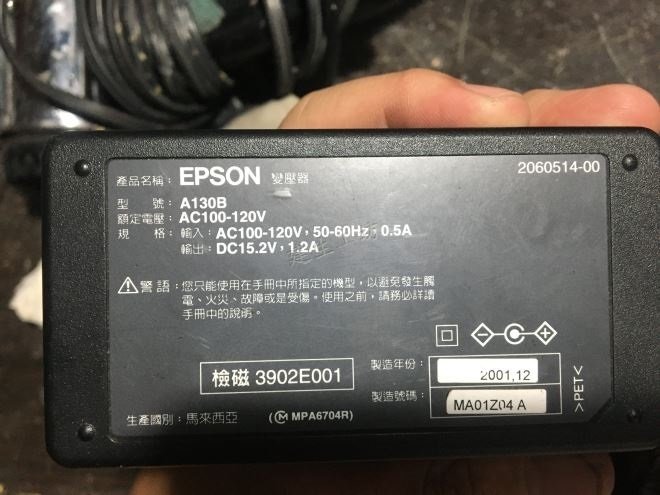 2060514-00
產品名稱：EPSON 變壓器
型 號：A130B
額定電壓：AC100-120V
規 格：輸入：AC100-120V，50-60Hz，0.5A
輸出：DC15.2V，1.2A
警語：您只能使用在手冊中所指定的機型，以避免發生觸
電、火災、故障或是受傷。使用之前，請務必詳讀
手冊中的說明。
檢磁 3902E001
製造年份：2001,12
製造號碼：MA01Z04 A
>PET<
生產國別：馬來西亞 (MPA6704R)